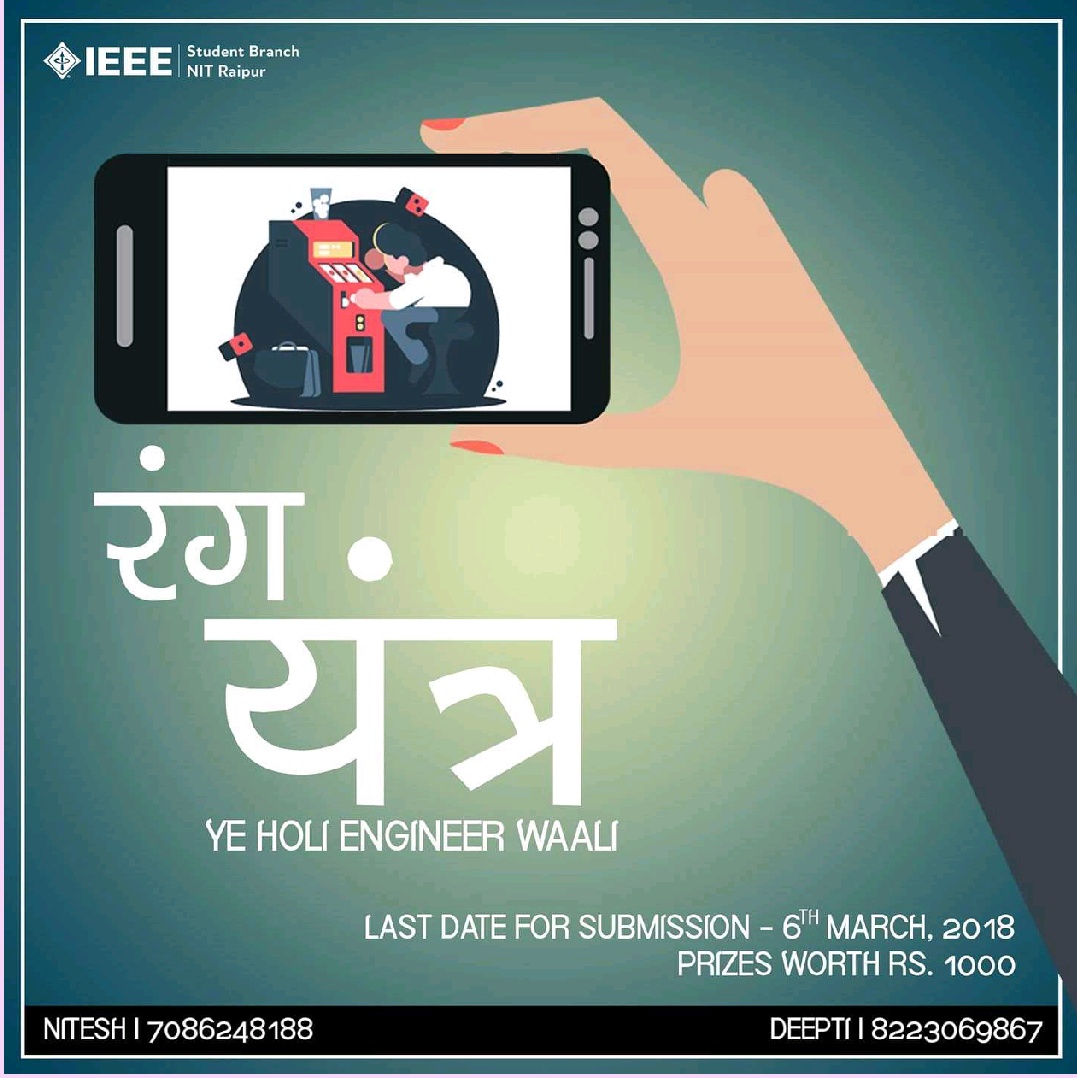 IEEE
Student Branch
NIT Raipur
रंग
यंत्र
YE HOLI ENGINEER WAALI
LAST DATE FOR SUBMISSION - 6TH MARCH, 2018
PRIZES WORTH RS. 1000
NITESH | 7086248188
DEEPTI | 8223069867